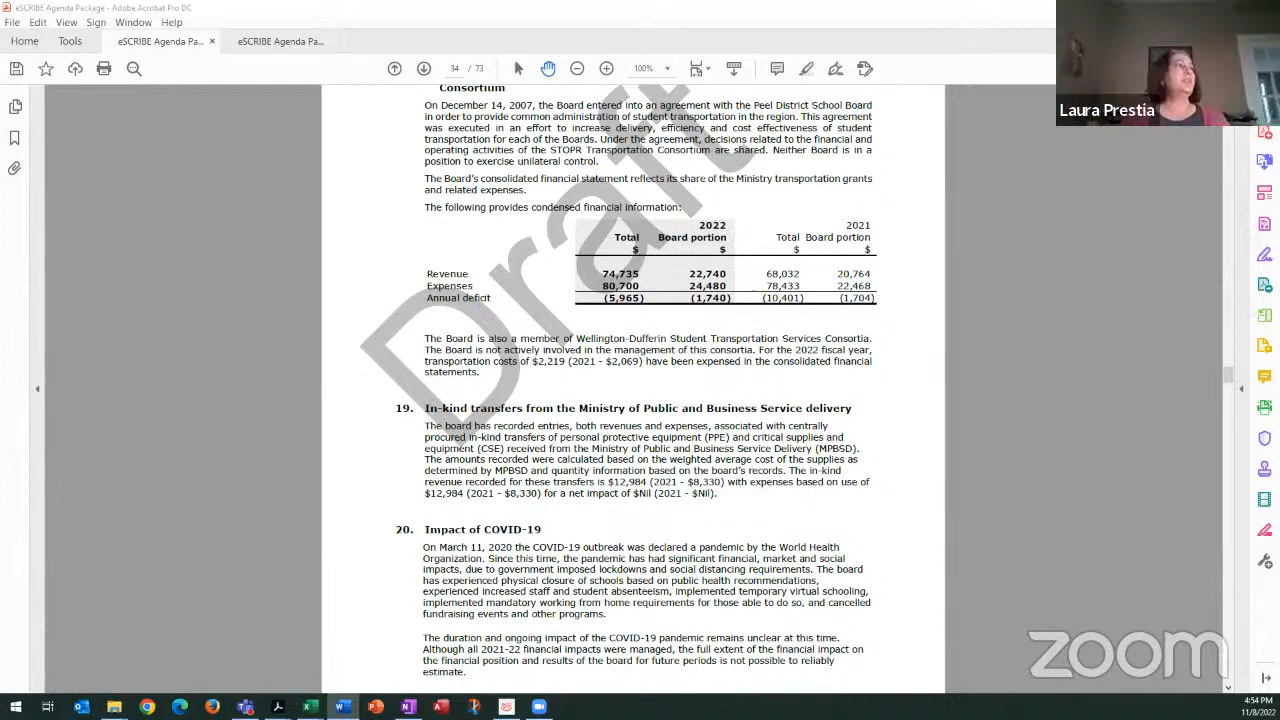 eSCRIBE Agenda Package - Adobe Acrobat Pro DC
File Edit View Sign Window Help
Home Tools eSCRIBE Agenda Pa... × eSCRIBE Agenda Pa...
34 / 73 100%
Laura Prestia
Consortium
On December 14, 2007, the Board entered into an agreement with the Peel District School Board
in order to provide common administration of student transportation in the region. This agreement
was executed in an effort to increase delivery, efficiency and cost effectiveness of student
transportation for each of the Boards. Under the agreement, decisions related to the financial and
operating activities of the STOPR Transportation Consortium are shared. Neither Board is in a
position to exercise unilateral control.
The Board's consolidated financial statement reflects its share of the Ministry transportation grants
and related expenses.
The following provides condensed financial information:
2022 2021
Total Board portion Total Board portion
$ $ $ $
Revenue 74,735 22,740 68,032 20,764
Expenses 80,700 24,480 78,433 22,468
Annual deficit (5,965) (1,740) (10,401) (1,704)
The Board is also a member of Wellington-Dufferin Student Transportation Services Consortia.
The Board is not actively involved in the management of this consortia. For the 2022 fiscal year,
transportation costs of $2,219 (2021 - $2,069) have been expensed in the consolidated financial
statements.
19. In-kind transfers from the Ministry of Public and Business Service delivery
The board has recorded entries, both revenues and expenses, associated with centrally
procured in-kind transfers of personal protective equipment (PPE) and critical supplies and
equipment (CSE) received from the Ministry of Public and Business Service Delivery (MPBSD).
The amounts recorded were calculated based on the weighted average cost of the supplies as
determined by MPBSD and quantity information based on the board's records. The in-kind
revenue recorded for these transfers is $12,984 (2021 - $8,330) with expenses based on use of
$12,984 (2021 - $8,330) for a net impact of $Nil (2021 - $Nil).
20. Impact of COVID-19
On March 11, 2020 the COVID-19 outbreak was declared a pandemic by the World Health
Organization. Since this time, the pandemic has had significant financial, market and social
impacts, due to government imposed lockdowns and social distancing requirements. The board
has experienced physical closure of schools based on public health recommendations,
experienced increased staff and student absenteeism, implemented temporary virtual schooling,
implemented mandatory working from home requirements for those able to do so, and cancelled
fundraising events and other programs.
The duration and ongoing impact of the COVID-19 pandemic remains unclear at this time.
Although all 2021-22 financial impacts were managed, the full extent of the financial impact on
the financial position and results of the board for future periods is not possible to reliably
estimate.
Draft
zoom
4:54 PM
11/8/2022